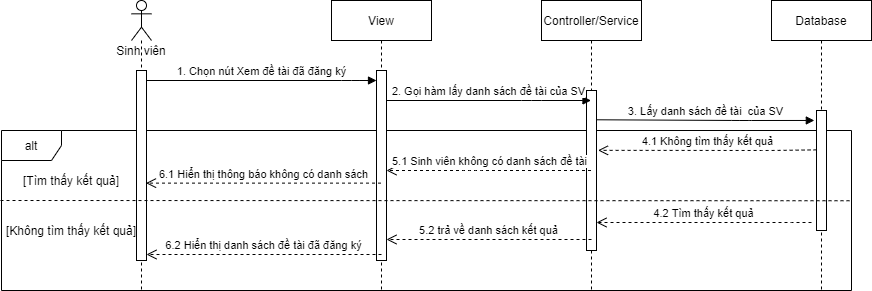 View
Controller/Service
Database
Sinh viên
1. Chọn nút Xem đề tài đã đăng ký
2. Gọi hàm lấy danh sách đề tài của SV
3. Lấy danh sách đề tài của SV
alt
4.1 Không tìm thấy kết quả
5.1 Sinh viên không có danh sách đề tài
6.1 Hiển thị thông báo không có danh sách
[Tìm thấy kết quả]
4.2 Tìm thấy kết quả
[Không tìm thấy kết quả]
5.2 trả về danh sách kết quả
6.2 Hiển thị danh sách đề tài đã đăng ký